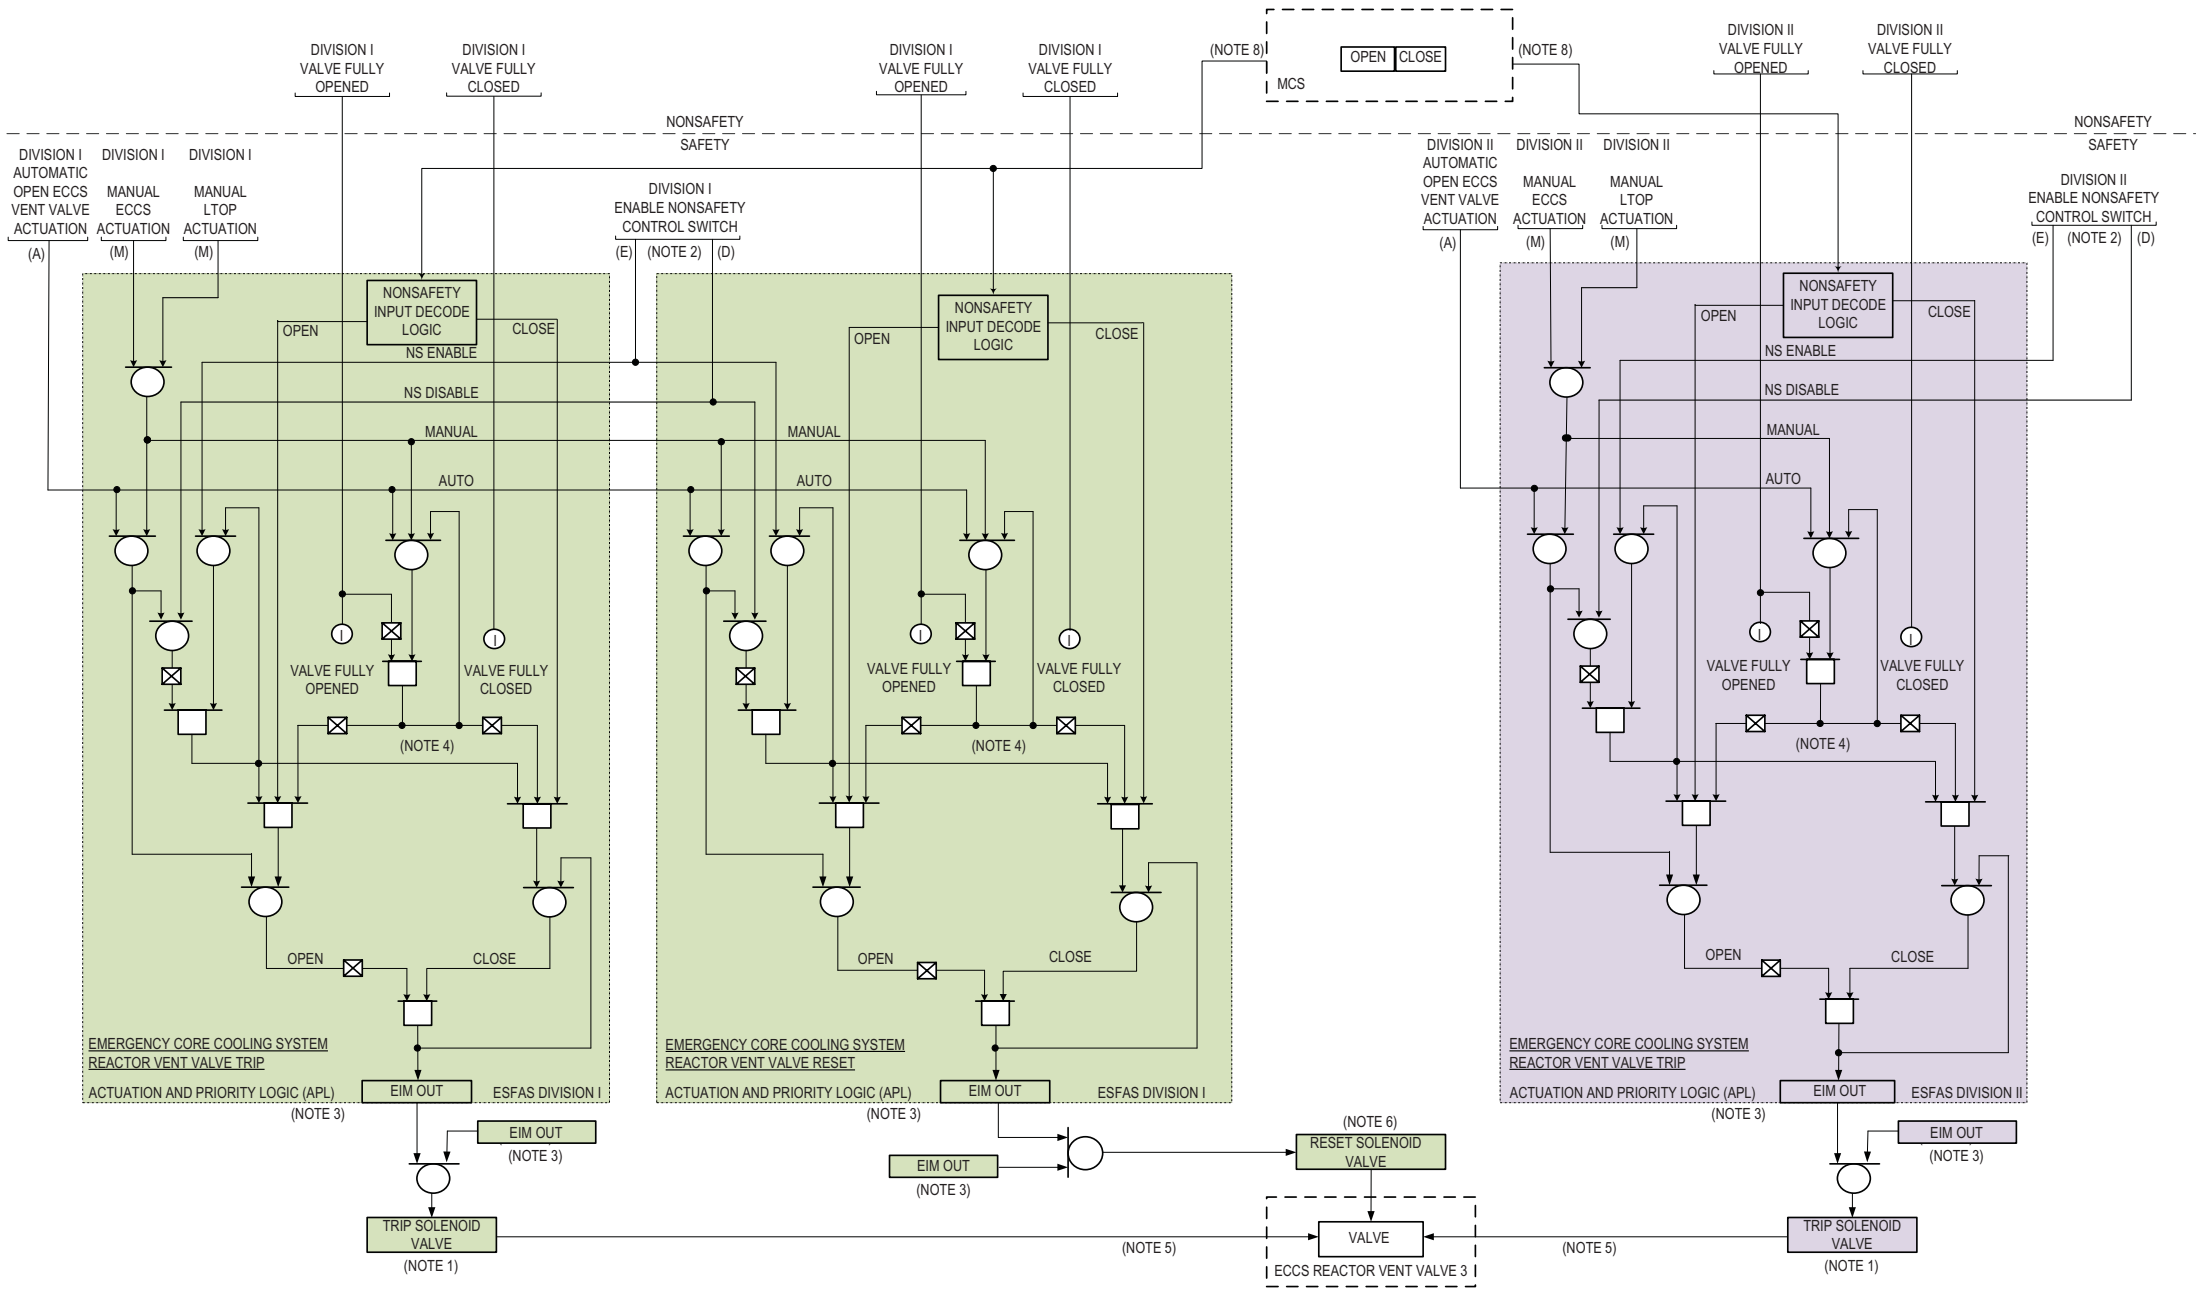 DIVISION I
VALVE FULLY
OPENED
DIVISION I
VALVE FULLY
CLOSED
DIVISION I
VALVE FULLY
OPENED
DIVISION I
VALVE FULLY
CLOSED
(NOTE 8)
OPEN
CLOSE
MCS
(NOTE 8)
DIVISION II
VALVE FULLY
OPENED
DIVISION II
VALVE FULLY
CLOSED
NONSAFETY
SAFETY
NONSAFETY
SAFETY
DIVISION I
AUTOMATIC
OPEN ECCS
VENT VALVE
ACTUATION
(A)
DIVISION I
MANUAL
ECCS
ACTUATION
(M)
DIVISION I
MANUAL
LTOP
ACTUATION
(M)
DIVISION I
ENABLE NONSAFETY
CONTROL SWITCH
(E) (NOTE 2) (D)
DIVISION II
AUTOMATIC
OPEN ECCS
VENT VALVE
ACTUATION
(A)
DIVISION II
MANUAL
ECCS
ACTUATION
(M)
DIVISION II
MANUAL
LTOP
ACTUATION
(M)
DIVISION II
ENABLE NONSAFETY
CONTROL SWITCH
(E) (NOTE 2) (D)
NONSAFETY
INPUT DECODE
LOGIC
OPEN
CLOSE
NS ENABLE
NS DISABLE
MANUAL
AUTO
I
VALVE FULLY
OPENED
I
VALVE FULLY
CLOSED
(NOTE 4)
OPEN
CLOSE
EMERGENCY CORE COOLING SYSTEM
REACTOR VENT VALVE TRIP
ACTUATION AND PRIORITY LOGIC (APL)
EIM OUT
ESFAS DIVISION I
(NOTE 3)
EIM OUT
(NOTE 3)
TRIP SOLENOID
VALVE
(NOTE 1)
NONSAFETY
INPUT DECODE
LOGIC
OPEN
CLOSE
MANUAL
AUTO
I
VALVE FULLY
OPENED
I
VALVE FULLY
CLOSED
(NOTE 4)
OPEN
CLOSE
EMERGENCY CORE COOLING SYSTEM
REACTOR VENT VALVE RESET
ACTUATION AND PRIORITY LOGIC (APL)
EIM OUT
ESFAS DIVISION I
(NOTE 3)
EIM OUT
(NOTE 3)
(NOTE 6)
RESET SOLENOID
VALVE
(NOTE 5)
VALVE
ECCS REACTOR VENT VALVE 3
(NOTE 5)
NONSAFETY
INPUT DECODE
LOGIC
OPEN
CLOSE
NS ENABLE
NS DISABLE
MANUAL
AUTO
I
VALVE FULLY
OPENED
I
VALVE FULLY
CLOSED
(NOTE 4)
OPEN
CLOSE
EMERGENCY CORE COOLING SYSTEM
REACTOR VENT VALVE TRIP
ACTUATION AND PRIORITY LOGIC (APL)
EIM OUT
ESFAS DIVISION II
(NOTE 3)
EIM OUT
(NOTE 3)
TRIP SOLENOID
VALVE
(NOTE 1)